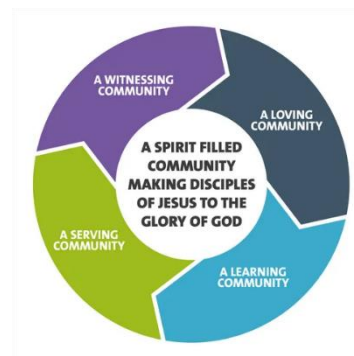 A WITNESSING
COMMUNITY
A LOVING
COMMUNITY
A SPIRIT FILLED
COMMUNITY
MAKING DISCIPLES
OF JESUS TO THE
GLORY OF GOD
A SERVING
COMMUNITY
A LEARNING
COMMUNITY